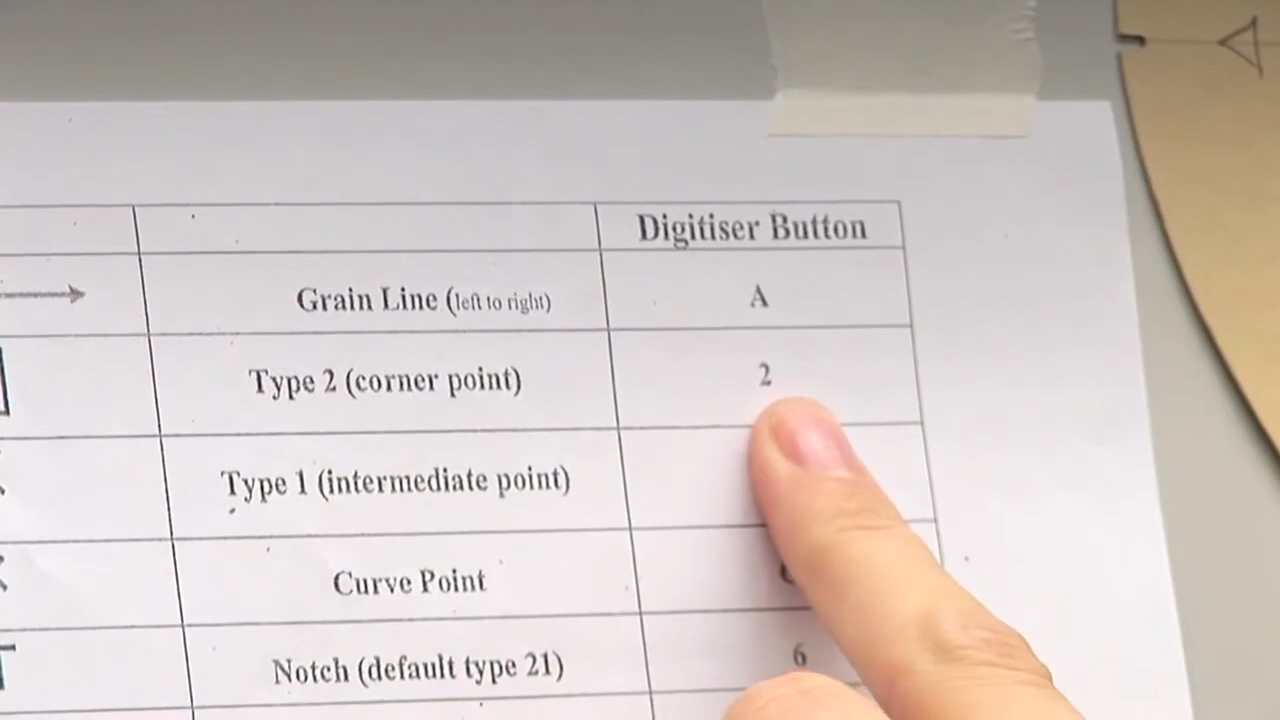 Digitiser Button
Grain Line (left to right) A
Type 2 (corner point) 2
Type 1 (intermediate point)
Curve Point
Notch (default type 21) 6